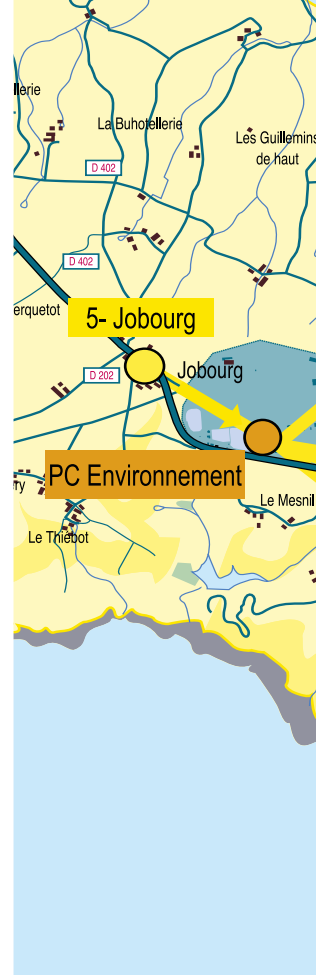 llerie
La Buhotellerie
Les Guillemins
de haut
D 402
D 402
erquetot
5- Jobourg
D 202
Jobourg
PC Environnement
ry
Le Mesnil
Le Thiébot